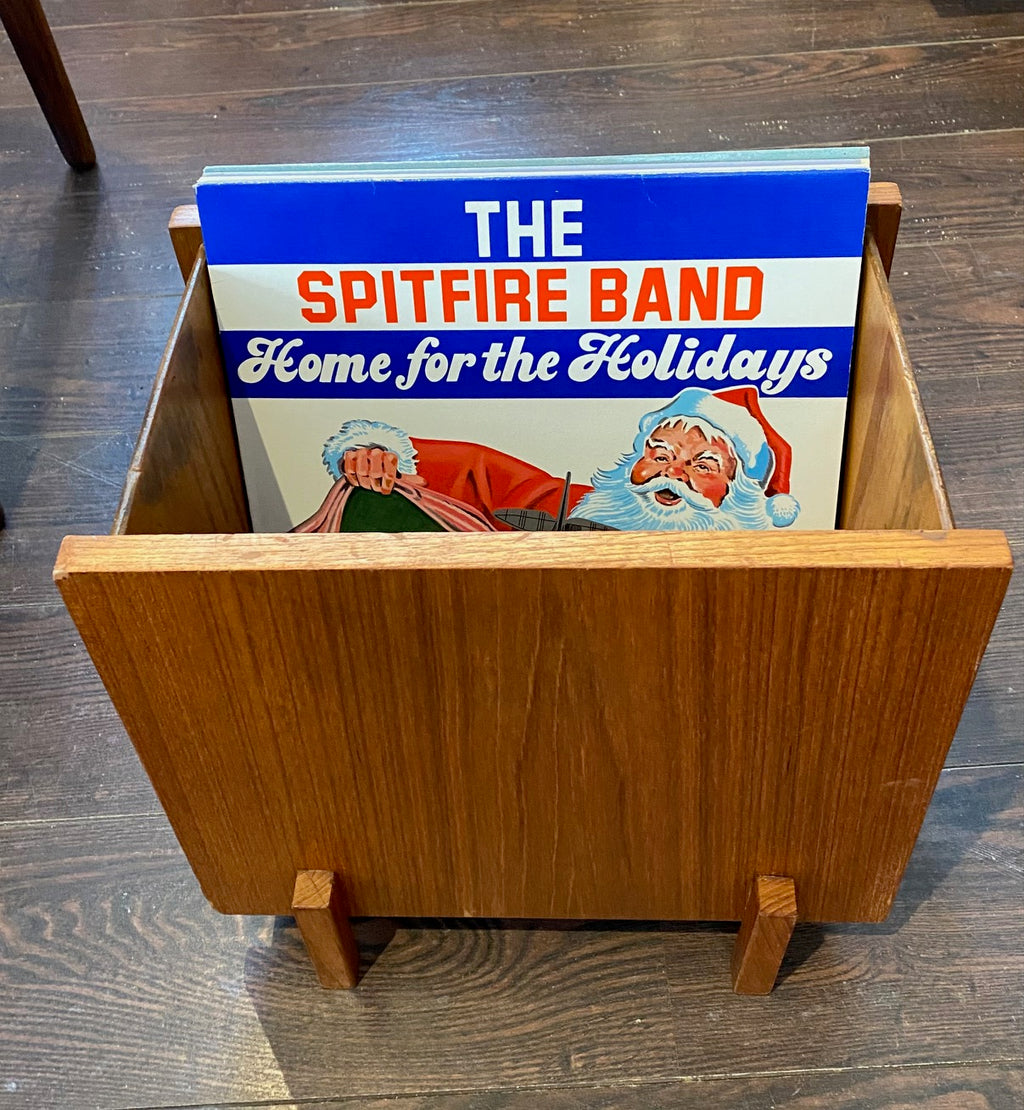 THE
SPITFIRE BAND
Home for the Holidays